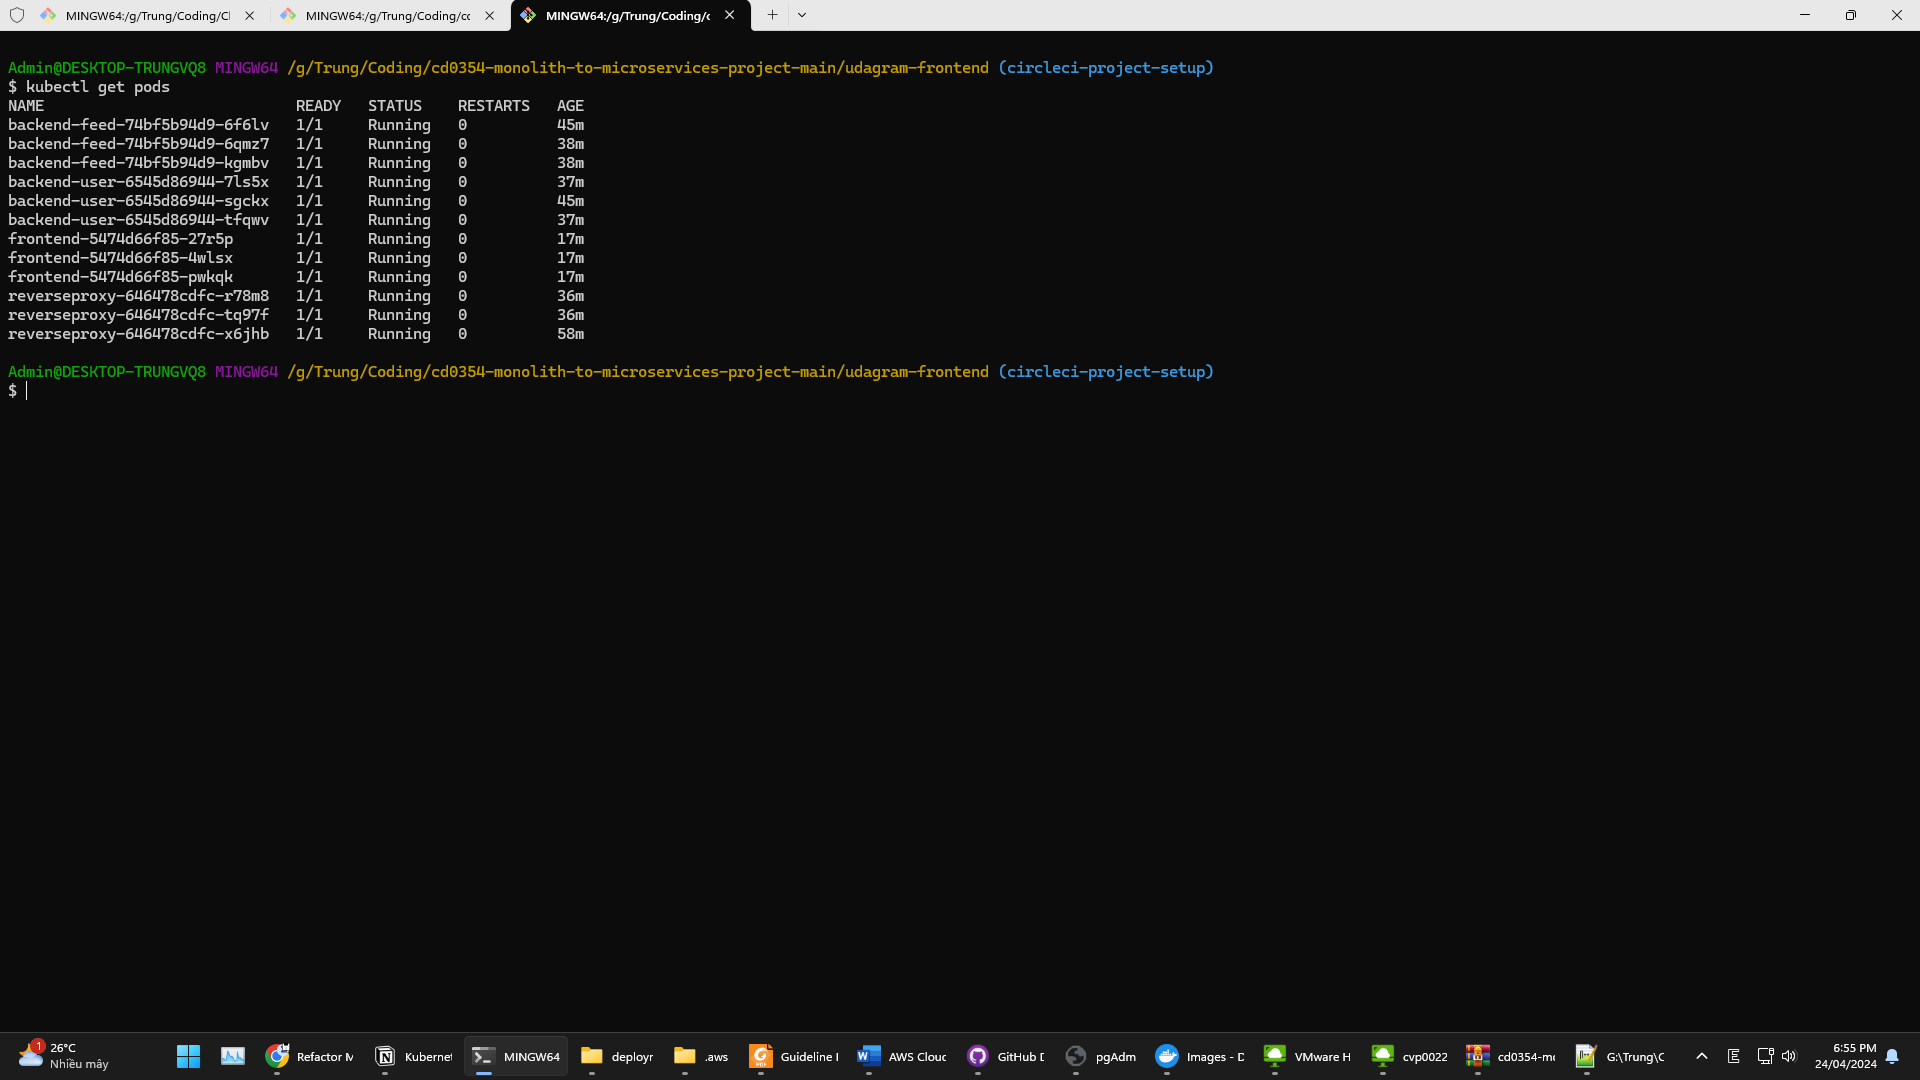 MINGW64:/g/Trung/Coding/Cl
MINGW64:/g/Trung/Coding/cc
MINGW64:/g/Trung/Coding/c
Admin@DESKTOP-TRUNGVQ8 MINGW64 /g/Trung/Coding/cd0354-monolith-to-microservices-project-main/udagram-frontend (circleci-project-setup)
$ kubectl get pods
NAME READY STATUS RESTARTS AGE
backend-feed-74bf5b94d9-6f6lv 1/1 Running 0 45m
backend-feed-74bf5b94d9-6qmz7 1/1 Running 0 38m
backend-feed-74bf5b94d9-kgmbv 1/1 Running 0 38m
backend-user-6545d86944-7ls5x 1/1 Running 0 37m
backend-user-6545d86944-sgckx 1/1 Running 0 45m
backend-user-6545d86944-tfqwv 1/1 Running 0 37m
frontend-5474d66f85-27r5p 1/1 Running 0 17m
frontend-5474d66f85-4wlsx 1/1 Running 0 17m
frontend-5474d66f85-pwkqk 1/1 Running 0 17m
reverseproxy-646478cdfc-r78m8 1/1 Running 0 36m
reverseproxy-646478cdfc-tq97f 1/1 Running 0 36m
reverseproxy-646478cdfc-x6jhb 1/1 Running 0 58m
Admin@DESKTOP-TRUNGVQ8 MINGW64 /g/Trung/Coding/cd0354-monolith-to-microservices-project-main/udagram-frontend (circleci-project-setup)
$
1 26°C
Nhiều mây
Refactor M
Kubernet
MINGW64
deployr
.aws
Guideline
AWS Clouc
GitHub D
pgAdm
Images - D
VMware H
cvp0022
cd0354-mo
G:\Trung\C
E
6:55 PM
24/04/2024